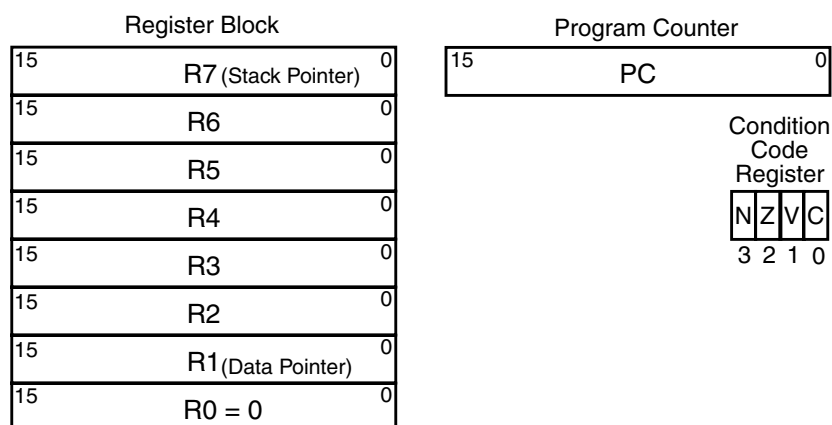 Register Block
15 R7 (Stack Pointer) 0
15 R6 0
15 R5 0
15 R4 0
15 R3 0
15 R2 0
15 R1 (Data Pointer) 0
15 R0 = 0 0
Program Counter
15 PC 0
Condition
Code
Register
N Z V C
3 2 1 0